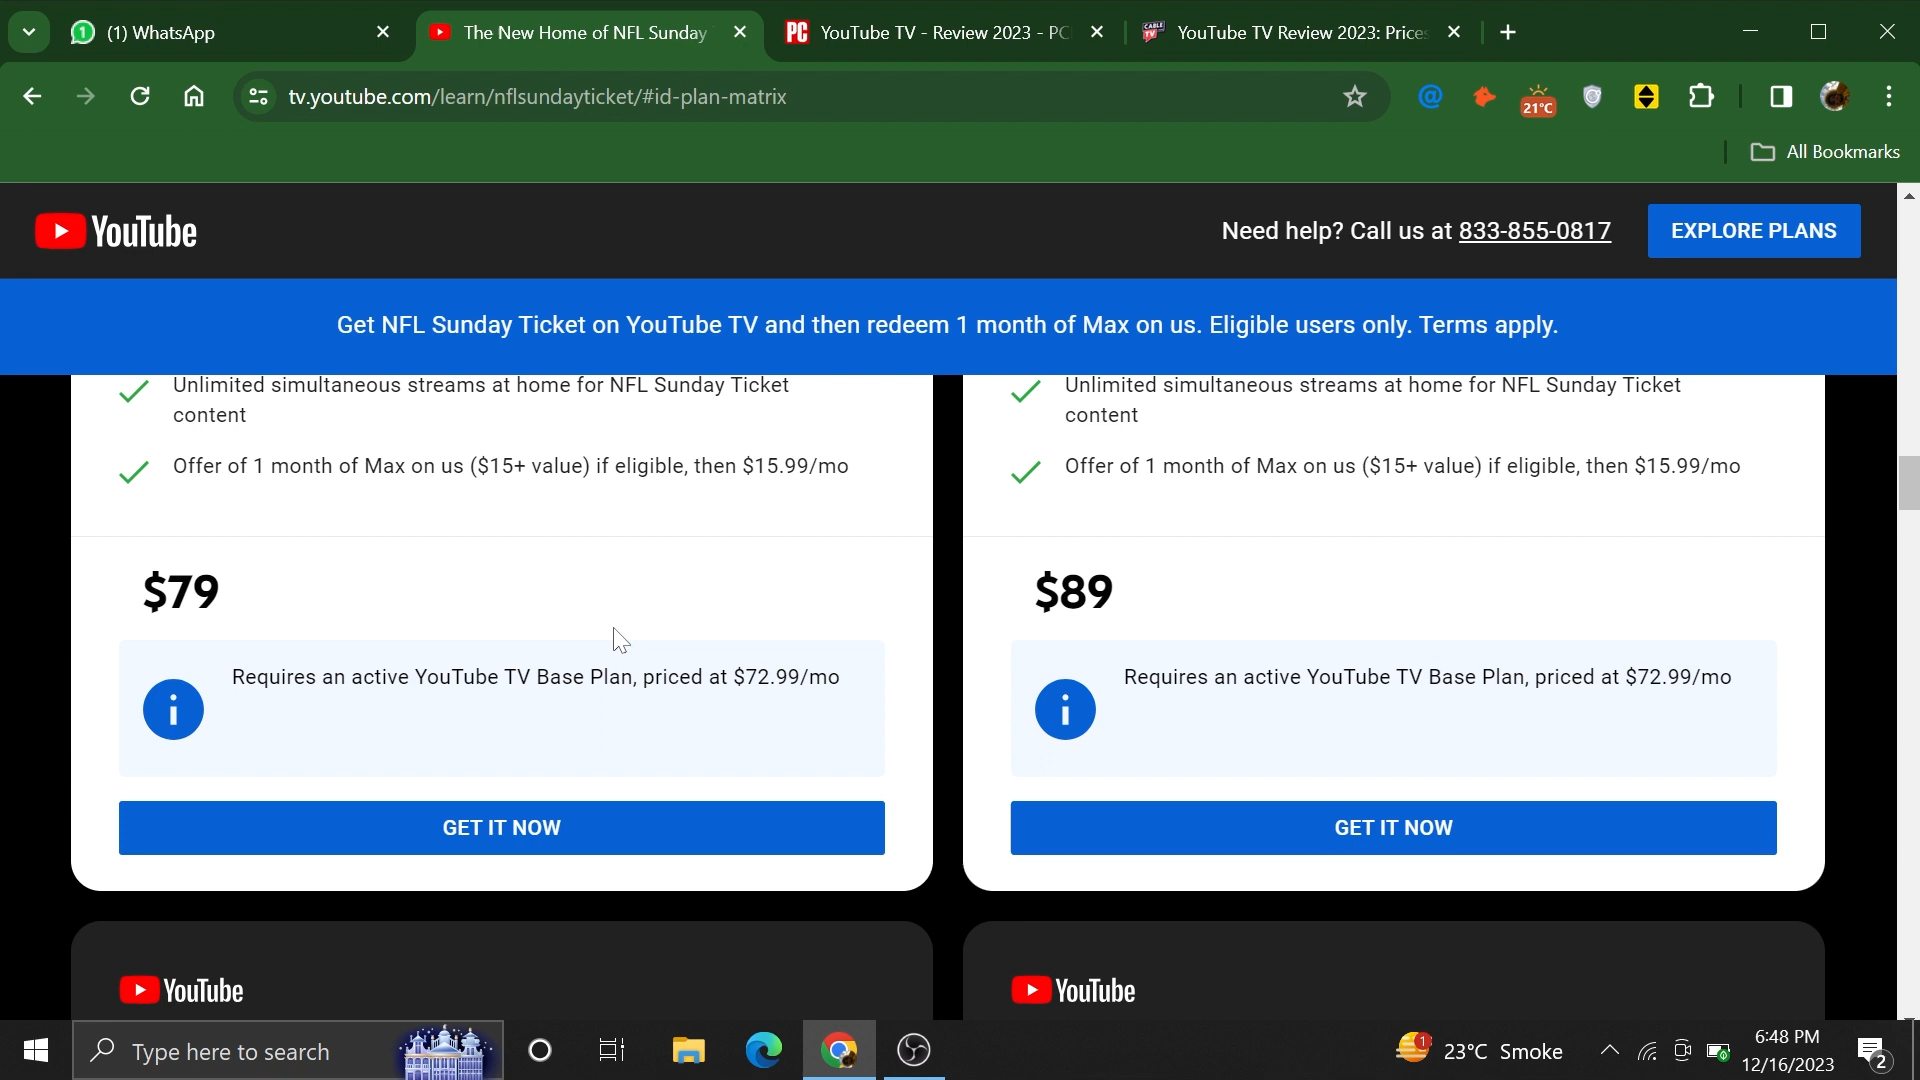 (1) WhatsApp
The New Home of NFL Sunday
YouTube TV - Review 2023 - PC
YouTube TV Review 2023: Prices
tv.youtube.com/learn/nflsundayticket/#id-plan-matrix
21°C
All Bookmarks
YouTube
Need help? Call us at 833-855-0817
EXPLORE PLANS
Get NFL Sunday Ticket on YouTube TV and then redeem 1 month of Max on us. Eligible users only. Terms apply.
Unlimited simultaneous streams at home for NFL Sunday Ticket
content
Offer of 1 month of Max on us ($15+ value) if eligible, then $15.99/mo
$79
Requires an active YouTube TV Base Plan, priced at $72.99/mo
GET IT NOW
Unlimited simultaneous streams at home for NFL Sunday Ticket
content
Offer of 1 month of Max on us ($15+ value) if eligible, then $15.99/mo
$89
Requires an active YouTube TV Base Plan, priced at $72.99/mo
GET IT NOW
YouTube
YouTube
Type here to search
1
23°C Smoke
6:48 PM
12/16/2023
2